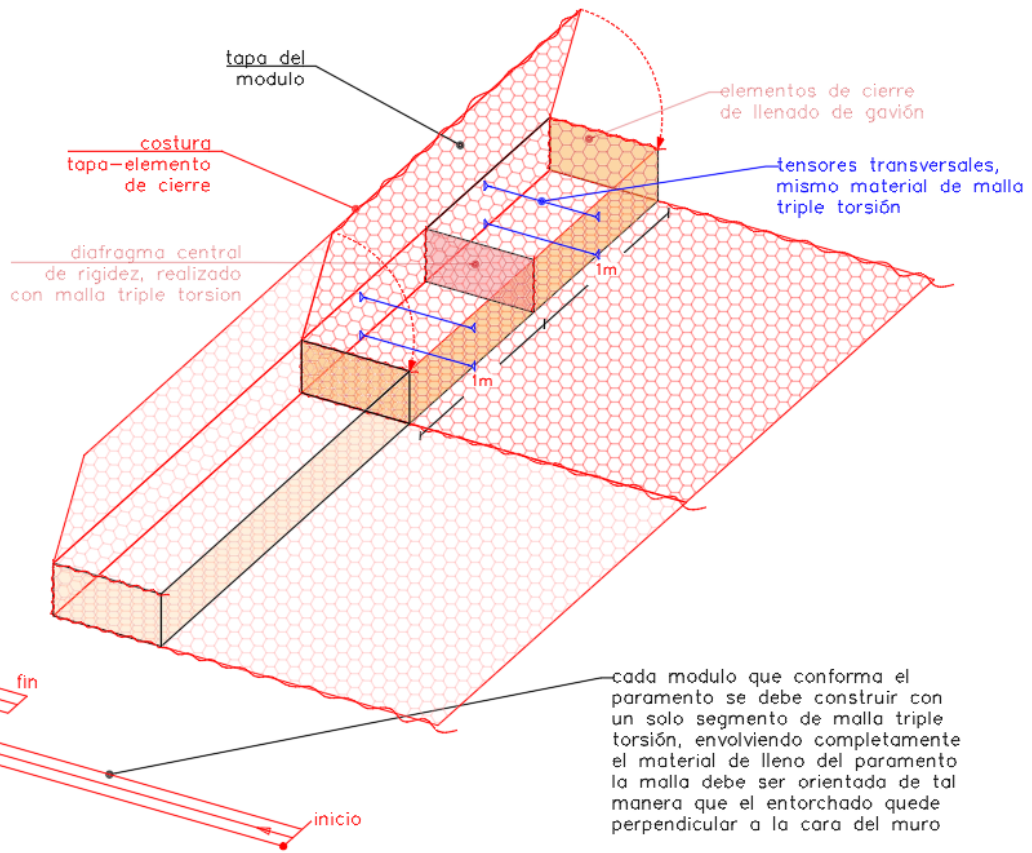 tapa del
modulo
elementos de cierre
de llenado de gavión
costura
tapa-elemento
de cierre
tensores transversales,
mismo material de malla
triple torsión
diafragma central
de rigidez, realizado
con malla triple torsion
1m
1m
fin
cada modulo que conforma el
paramento se debe construir con
un solo segmento de malla triple
torsión, envolviendo completamente
el material de lleno del paramento
la malla debe ser orientada de tal
manera que el entorchado quede
perpendicular a la cara del muro
inicio